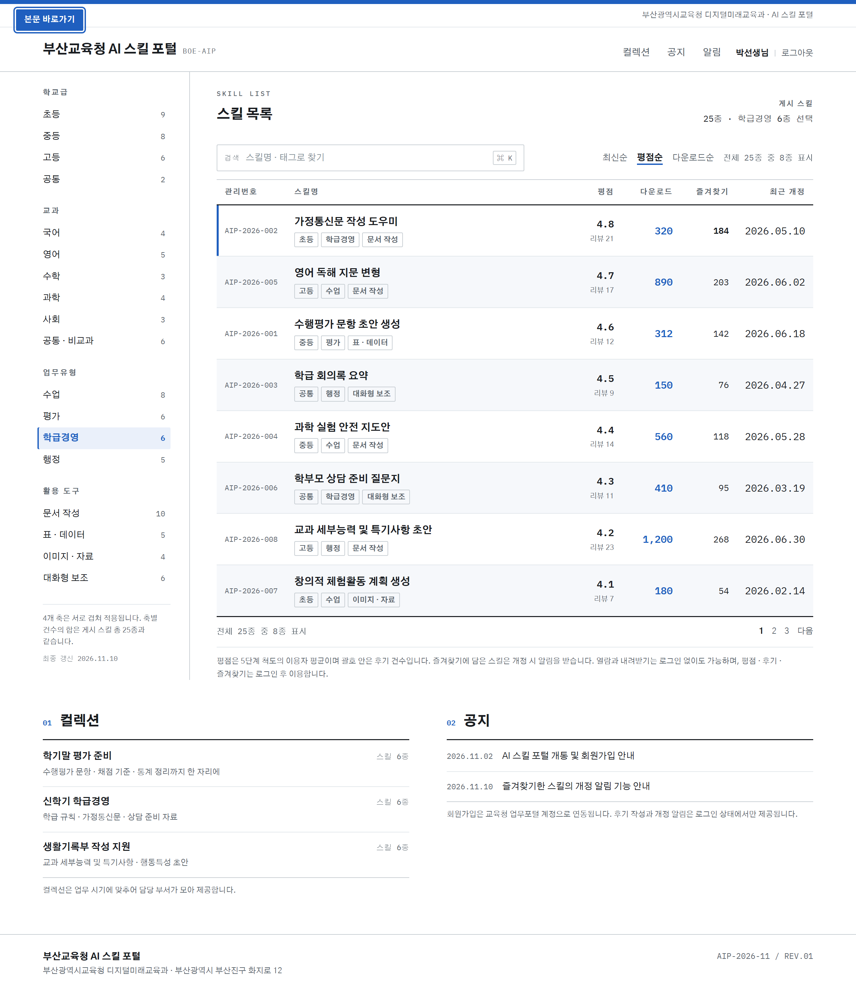 본문 바로가기
부산광역시교육청 디지털미래교육과 · AI 스킬 포털
부산교육청 AI 스킬 포털 BOE-AIP
컬렉션 공지 알림 박선생님 로그아웃
학교급
초등 9
중등 8
고등 6
공통 2
교과
국어 4
영어 5
수학 3
과학 4
사회 3
공통 · 비교과 6
업무유형
수업 8
평가 6
학급경영 6
행정 5
활용 도구
문서 작성 10
표 · 데이터 5
이미지 · 자료 4
대화형 보조 6
4개 축은 서로 겹쳐 적용됩니다. 축별
건수의 합은 게시 스킬 총 25종과
같습니다.
최종 갱신 2026.11.10
SKILL LIST
스킬 목록
게시 스킬
25종 · 학급경영 6종 선택
검색 스킬명 · 태그로 찾기 ⌘ K
최신순 평점순 다운로드순 전체 25종 중 8종 표시
관리번호 스킬명 평점 다운로드 즐겨찾기 최근 개정
AIP-2026-002 가정통신문 작성 도우미 4.8 320 184 2026.05.10
초등 학급경영 문서 작성 리뷰 21
AIP-2026-005 영어 독해 지문 변형 4.7 890 203 2026.06.02
고등 수업 문서 작성 리뷰 17
AIP-2026-001 수행평가 문항 초안 생성 4.6 312 142 2026.06.18
중등 평가 표 · 데이터 리뷰 12
AIP-2026-003 학급 회의록 요약 4.5 150 76 2026.04.27
공통 행정 대화형 보조 리뷰 9
AIP-2026-004 과학 실험 안전 지도안 4.4 560 118 2026.05.28
중등 수업 문서 작성 리뷰 14
AIP-2026-006 학부모 상담 준비 질문지 4.3 410 95 2026.03.19
공통 학급경영 대화형 보조 리뷰 11
AIP-2026-008 교과 세부능력 및 특기사항 초안 4.2 1,200 268 2026.06.30
고등 행정 문서 작성 리뷰 23
AIP-2026-007 창의적 체험활동 계획 생성 4.1 180 54 2026.02.14
초등 수업 이미지 · 자료 리뷰 7
전체 25종 중 8종 표시 1 2 3 다음
평점은 5단계 척도의 이용자 평균이며 괄호 안은 후기 건수입니다. 즐겨찾기에 담은 스킬은 개정 시 알림을 받습니다. 열람과 내려받기는 로그인 없이도 가능하며, 평점 · 후기 ·
즐겨찾기는 로그인 후 이용합니다.
01 컬렉션
학기말 평가 준비 스킬 6종
수행평가 문항 · 채점 기준 · 통계 정리까지 한 자리에
신학기 학급경영 스킬 6종
학급 규칙 · 가정통신문 · 상담 준비 자료
생활기록부 작성 지원 스킬 6종
교과 세부능력 및 특기사항 · 행동특성 초안
컬렉션은 업무 시기에 맞추어 담당 부서가 모아 제공합니다.
02 공지
2026.11.02 AI 스킬 포털 개통 및 회원가입 안내
2026.11.10 즐겨찾기한 스킬의 개정 알림 기능 안내
회원가입은 교육청 업무포털 계정으로 연동됩니다. 후기 작성과 개정 알림은 로그인 상태에서만 제공됩니다.
부산교육청 AI 스킬 포털
부산광역시교육청 디지털미래교육과 · 부산광역시 부산진구 화지로 12
AIP-2026-11 / REV.01